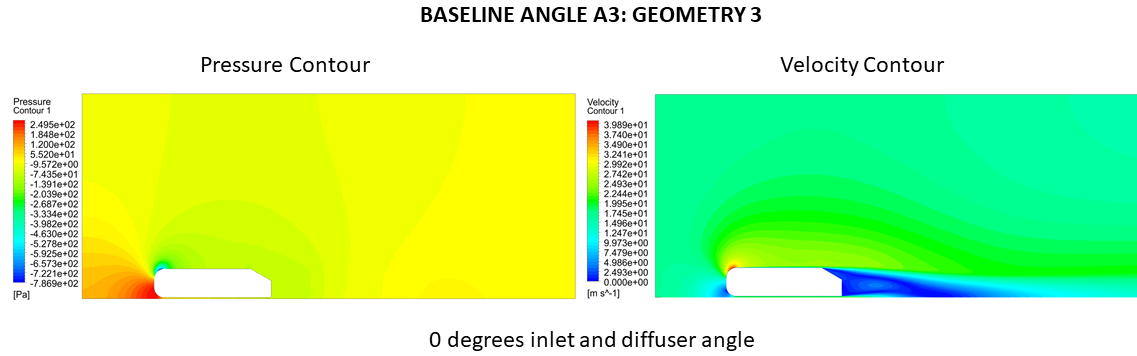 BASELINE ANGLE A3: GEOMETRY 3
Pressure Contour
Velocity Contour
Pressure
Contour 1
2.495e+02
1.848e+02
1.200e+02
5.520e+01
-9.572e+00
-7.435e+01
-1.391e+02
-2.039e+02
-2.687e+02
-3.334e+02
-3.982e+02
-4.630e+02
-5.278e+02
-5.925e+02
-6.573e+02
-7.221e+02
-7.869e+02
[Pa]
Velocity
Contour 1
3.989e+01
3.740e+01
3.490e+01
3.241e+01
2.992e+01
2.742e+01
2.493e+01
2.244e+01
1.995e+01
1.745e+01
1.496e+01
1.247e+01
9.973e+00
7.479e+00
4.986e+00
2.493e+00
0.000e+00
[m s^-1]
0 degrees inlet and diffuser angle